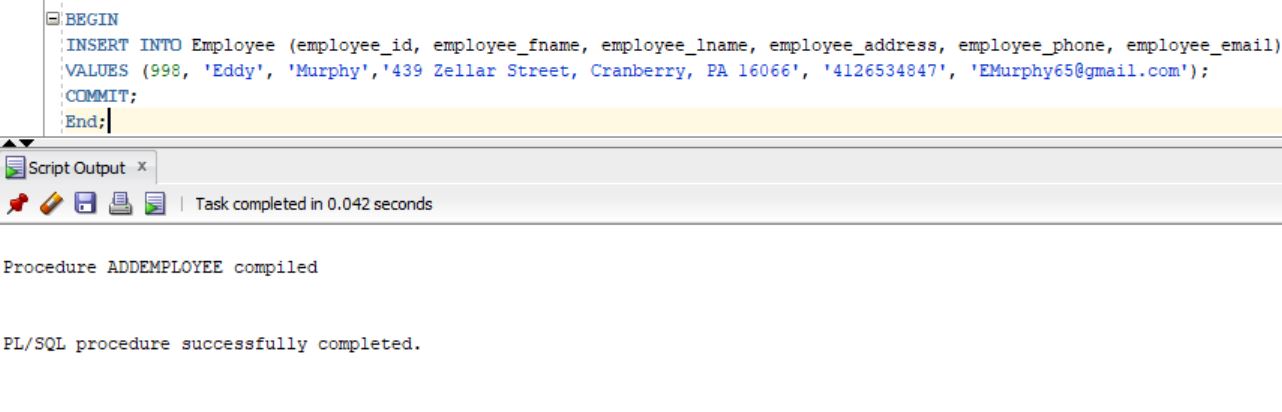 BEGIN
INSERT INTO Employee (employee_id, employee_fname, employee_lname, employee_address, employee_phone, employee_email)
VALUES (998, 'Eddy', 'Murphy','439 Zellar Street, Cranberry, PA 16066', '4126534847', 'EMurphy65@gmail.com');
COMMIT;
End;
Script Output x
Task completed in 0.042 seconds
Procedure ADDEMPLOYEE compiled
PL/SQL procedure successfully completed.